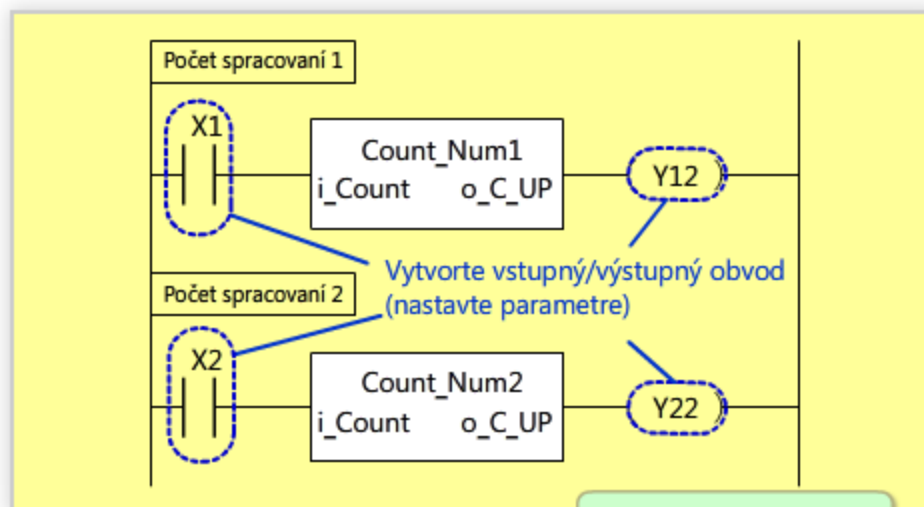 Počet spracovaní 1
X1
Count_Num1
i_Count o_C_UP
Y12
Vytvorte vstupný/výstupný obvod
(nastavte parametre)
Počet spracovaní 2
X2
Count_Num2
i_Count o_C_UP
Y22